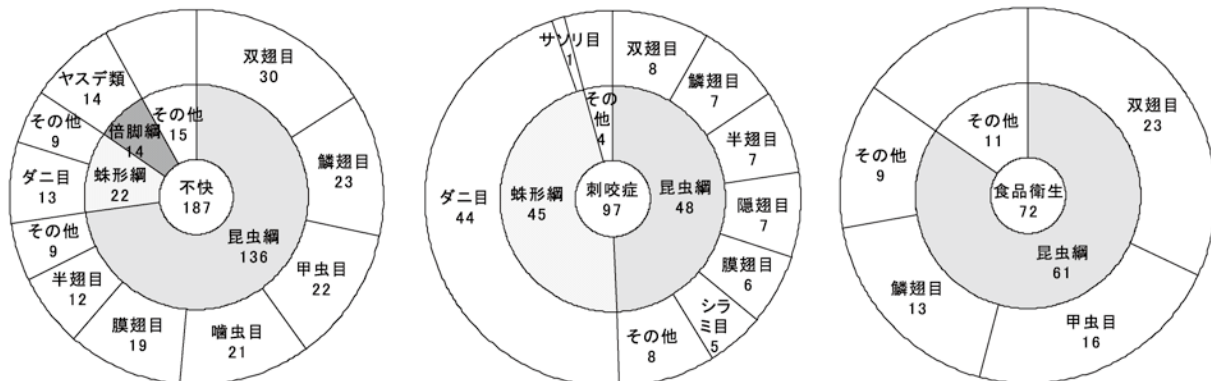 不快
187
昆虫綱
136
蛛形綱
22
倍脚綱
14
その他
15
双翅目
30
鱗翅目
23
甲虫目
22
噛虫目
21
膜翅目
19
半翅目
12
その他
9
ダニ目
13
その他
9
ヤスデ類
14
刺咬症
97
昆虫綱
48
蛛形綱
45
その
他
4
双翅目
8
鱗翅目
7
半翅目
7
隠翅目
7
膜翅目
6
シラ
ミ目
5
その他
8
ダニ目
44
サソリ目
1
食品衛生
72
昆虫綱
61
その他
11
双翅目
23
甲虫目
16
鱗翅目
13
その他
9